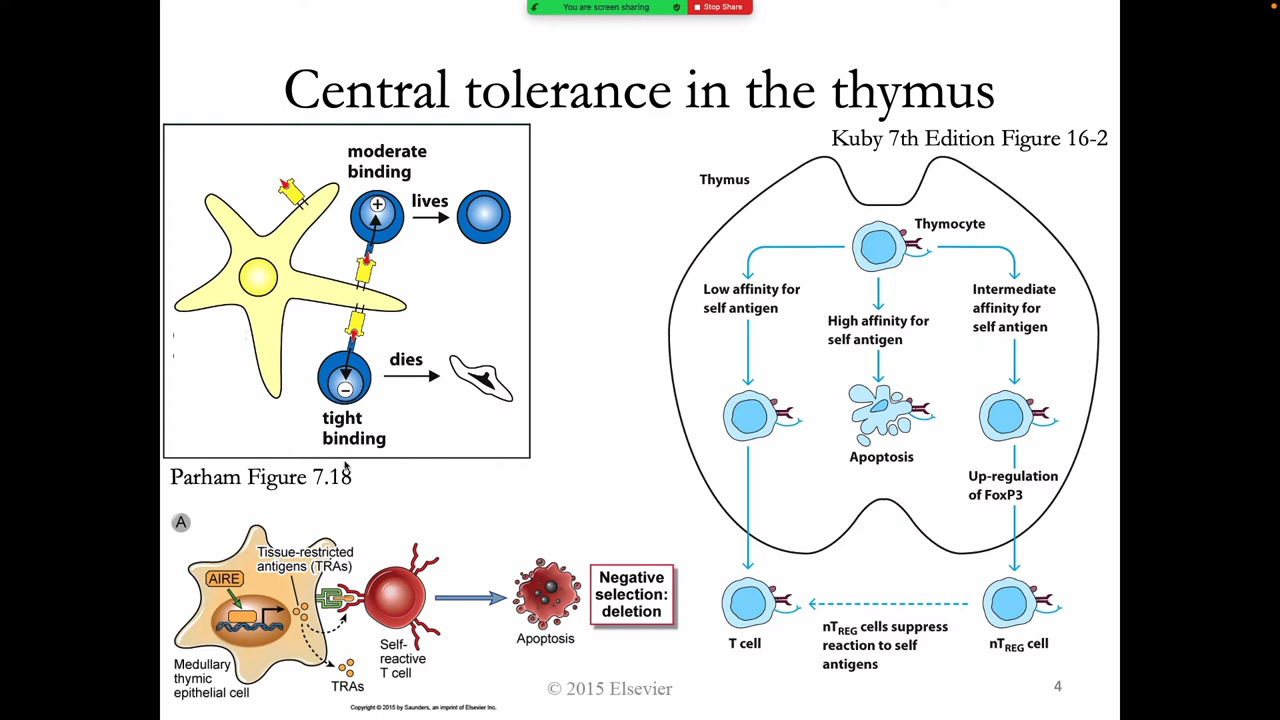 You are screen sharing
Stop Share
Central tolerance in the thymus
Kuby 7th Edition Figure 16-2
moderate
binding
+
lives
dies
−
tight
binding
Parham Figure 7.18
Thymus
Thymocyte
Low affinity for
self antigen
High affinity for
self antigen
Intermediate
affinity for
self antigen
Apoptosis
Up-regulation
of FoxP3
T cell
nTREG cells suppress
reaction to self
antigens
nTREG cell
A
Tissue-restricted
antigens (TRAs)
AIRE
Medullary
thymic
epithelial cell
TRAs
Self-
reactive
T cell
Apoptosis
Negative
selection:
deletion
Copyright © 2015 by Saunders, an imprint of Elsevier Inc.
© 2015 Elsevier
4